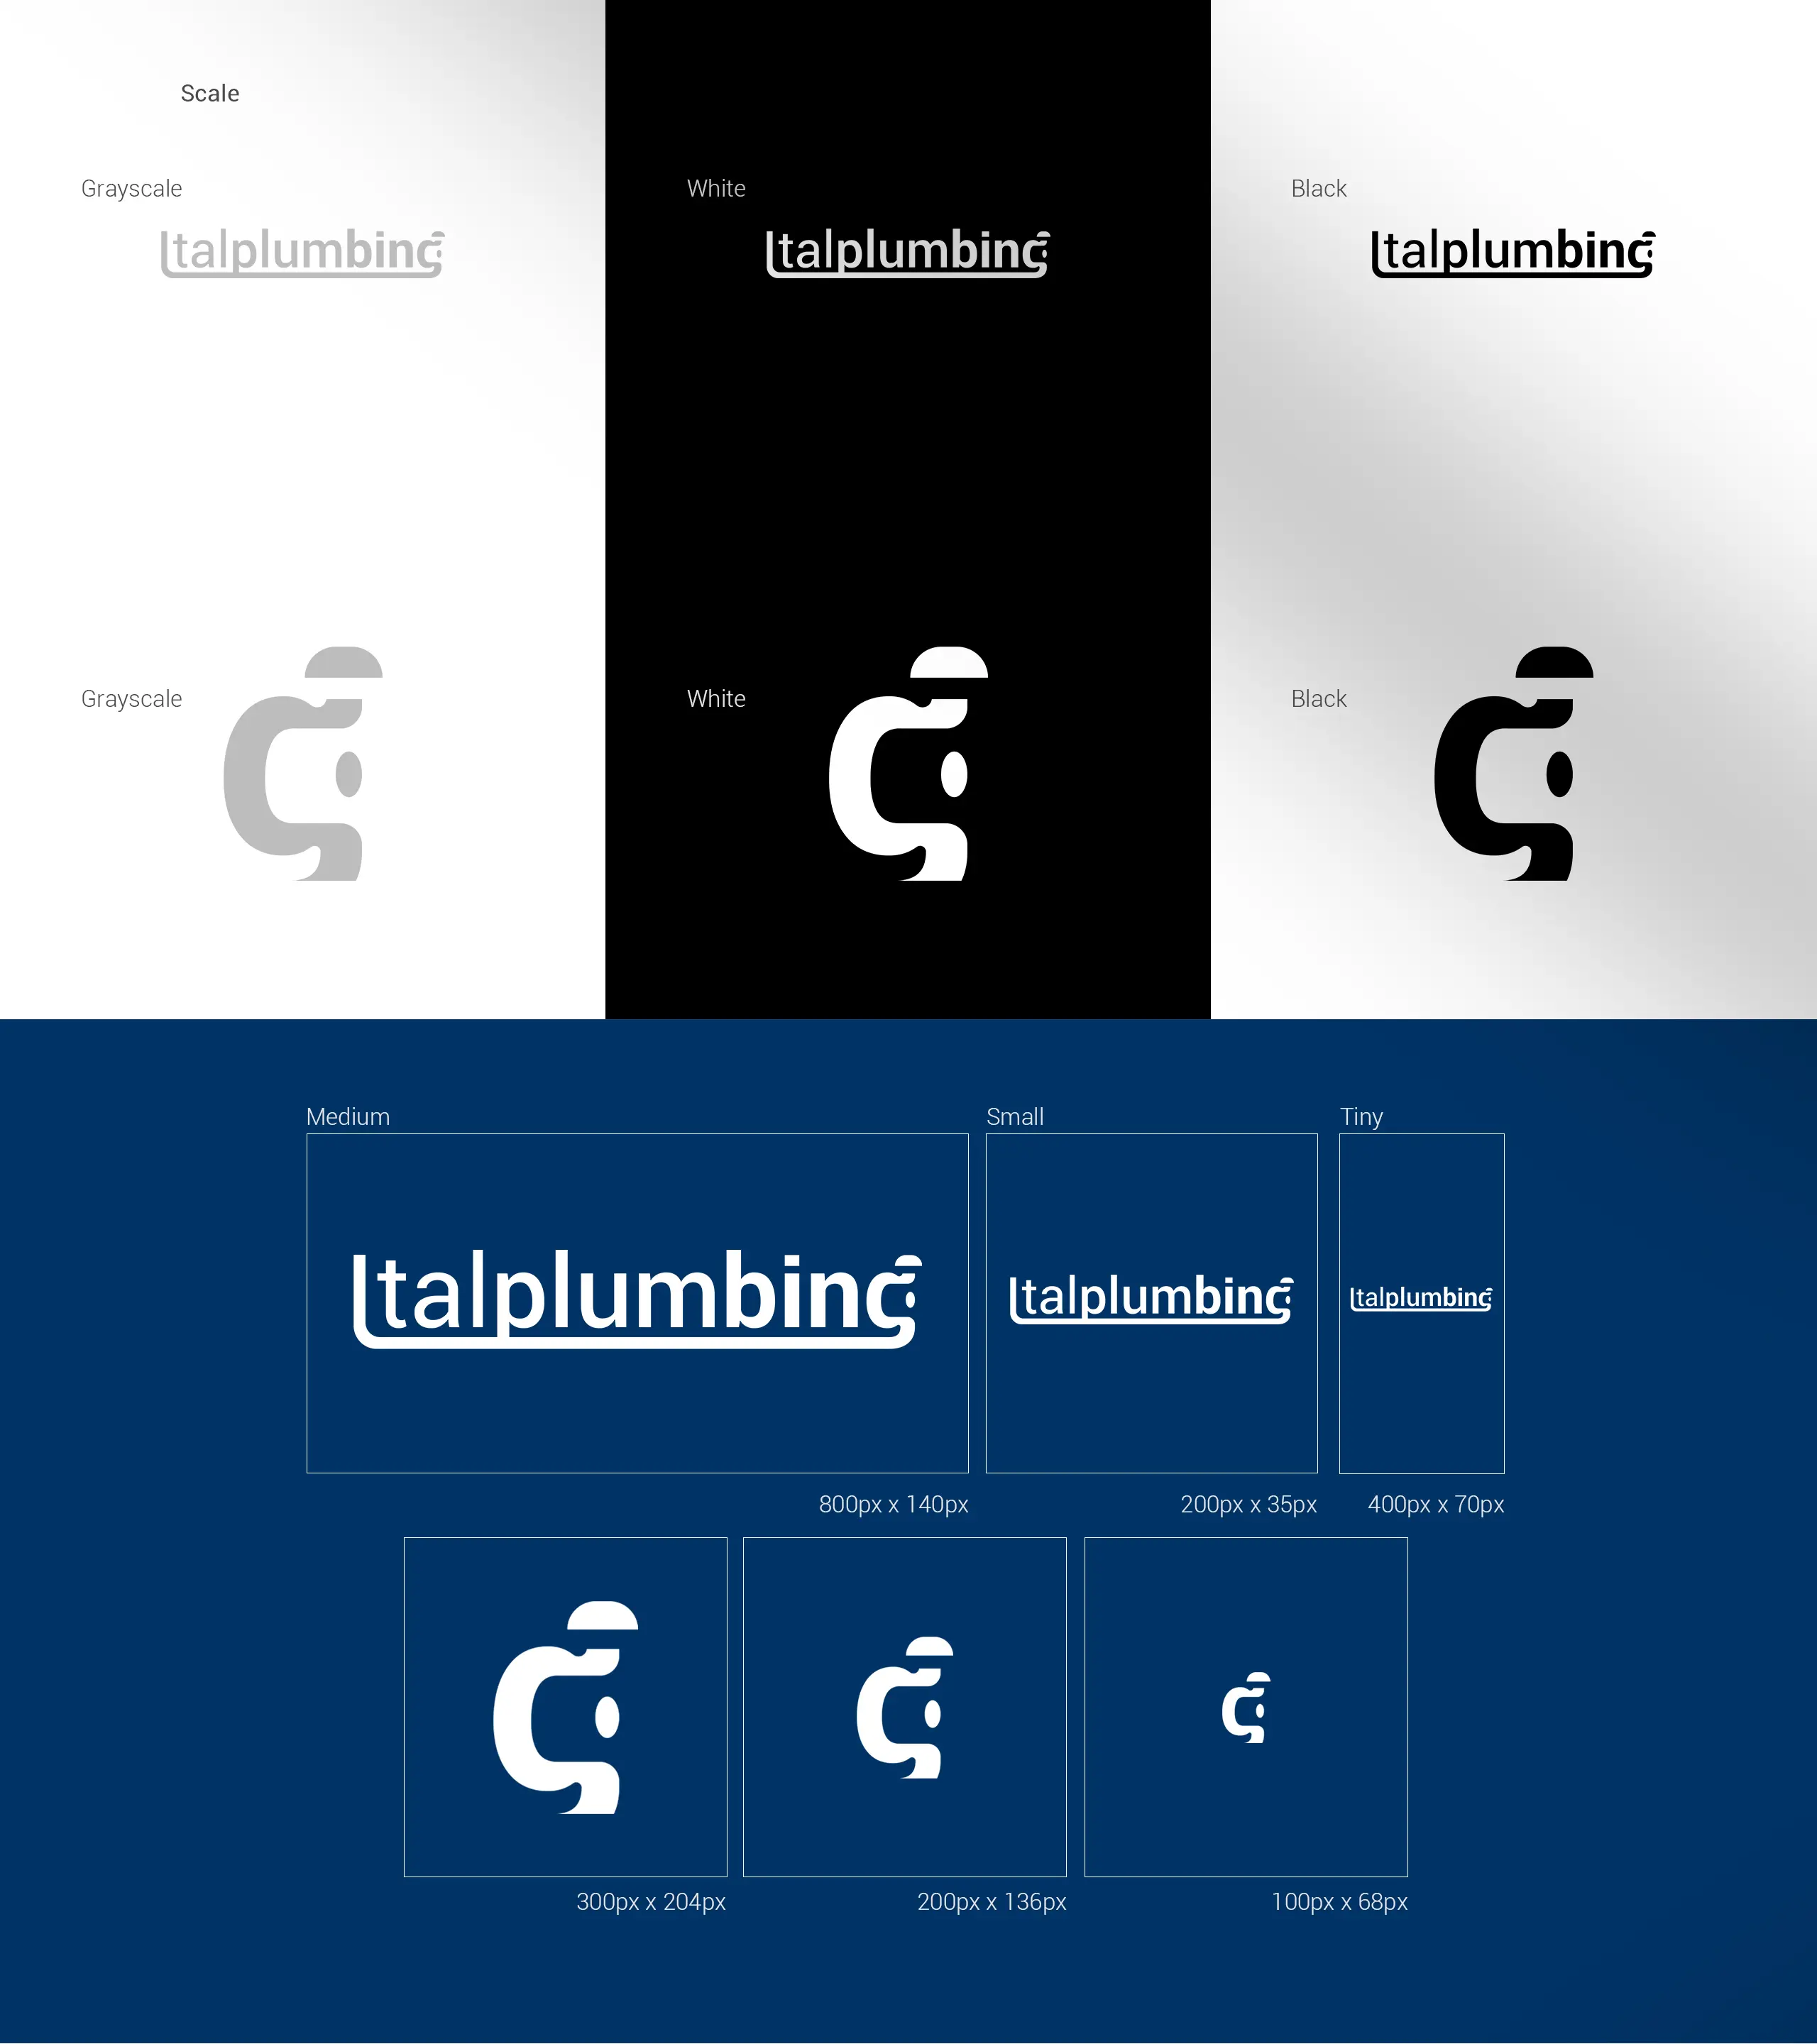 Scale
Grayscale
White
Black
Italplumbing
Italplumbing
Italplumbing
Grayscale
White
Black
g
g
g
Medium
Small
Tiny
Italplumbing
Italplumbing
Italplumbing
800px x 140px
200px x 35px
400px x 70px
g
g
g
300px x 204px
200px x 136px
100px x 68px